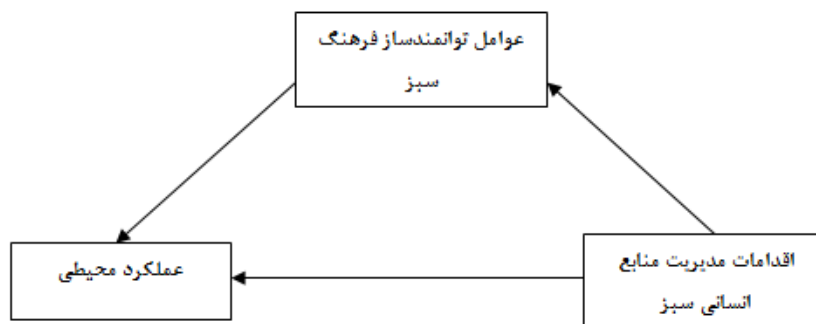 عوامل توانمندساز فرهنگ
سبز
اقدامات مدیریت منابع
انسانی سبز
عملکرد محیطی